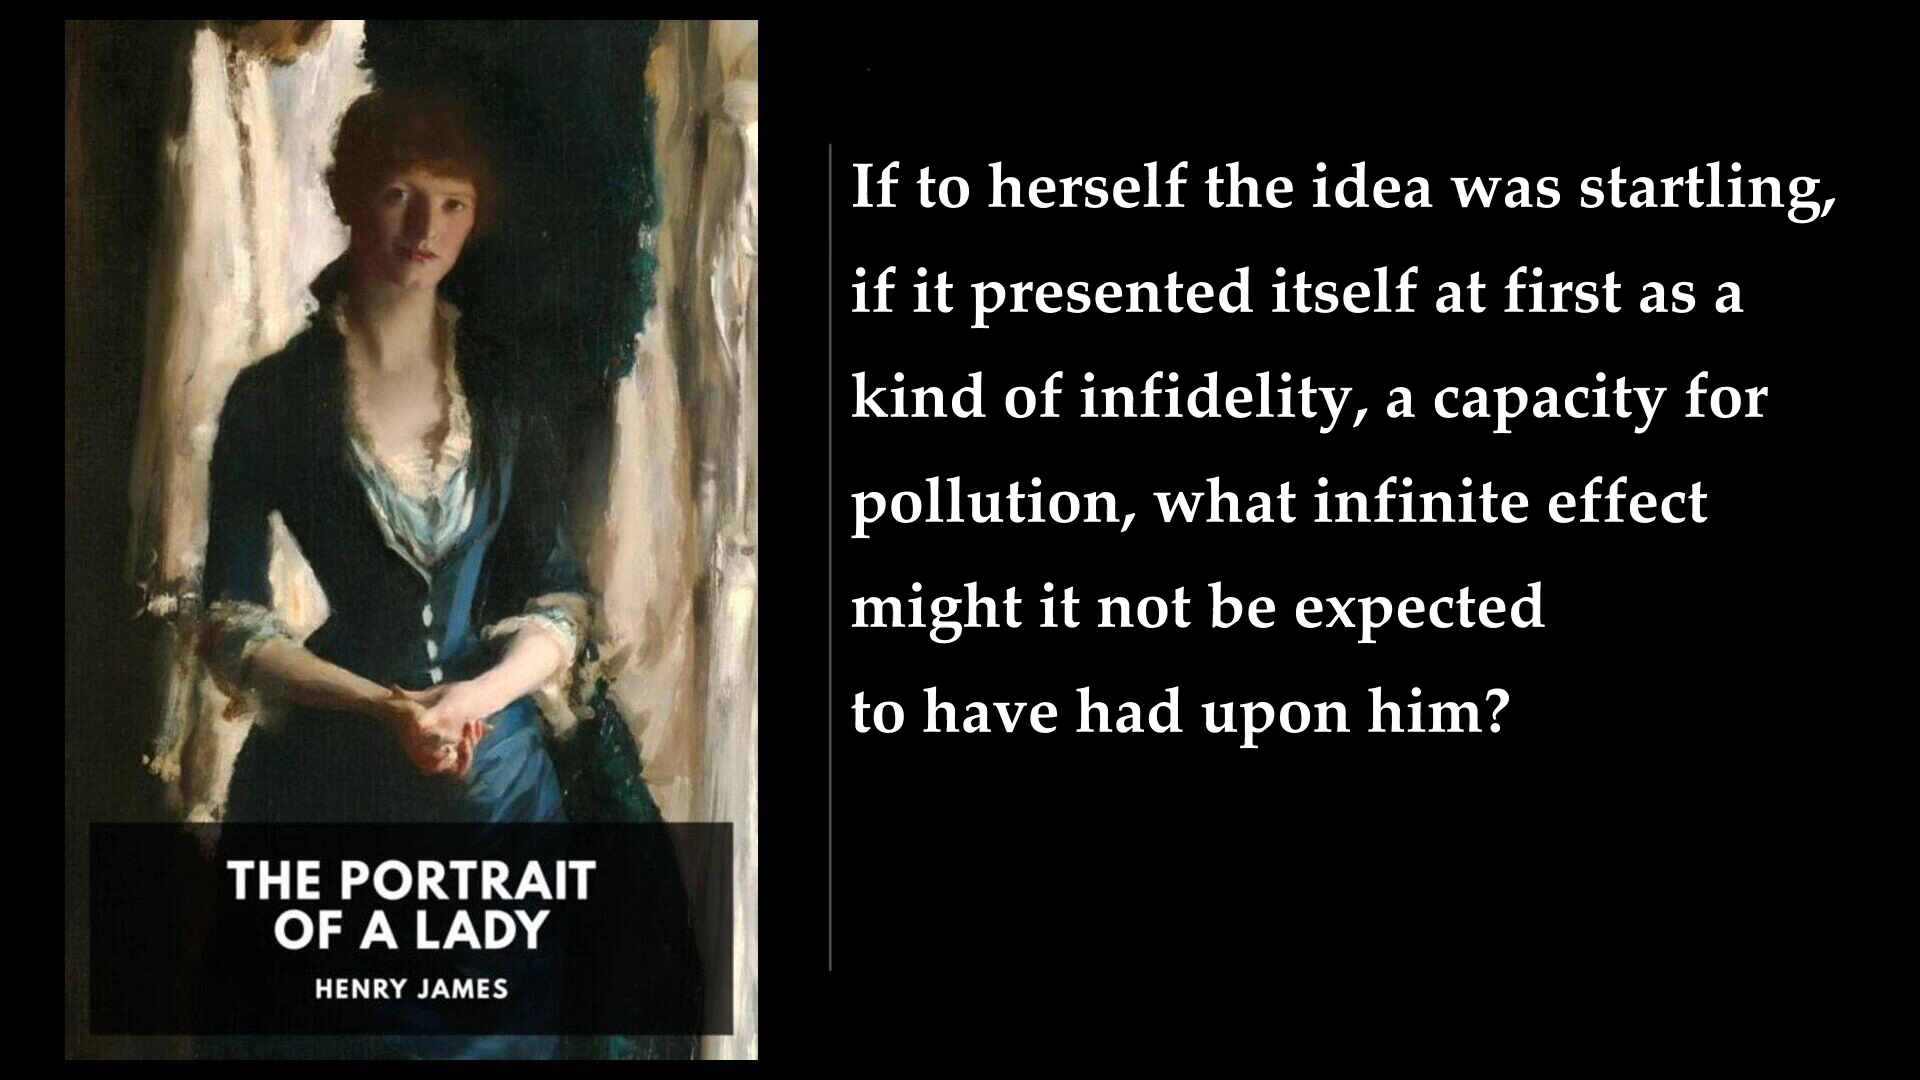 If to herself the idea was startling,
if it presented itself at first as a
kind of infidelity, a capacity for
pollution, what infinite effect
might it not be expected
to have had upon him?
THE PORTRAIT
OF A LADY
HENRY JAMES